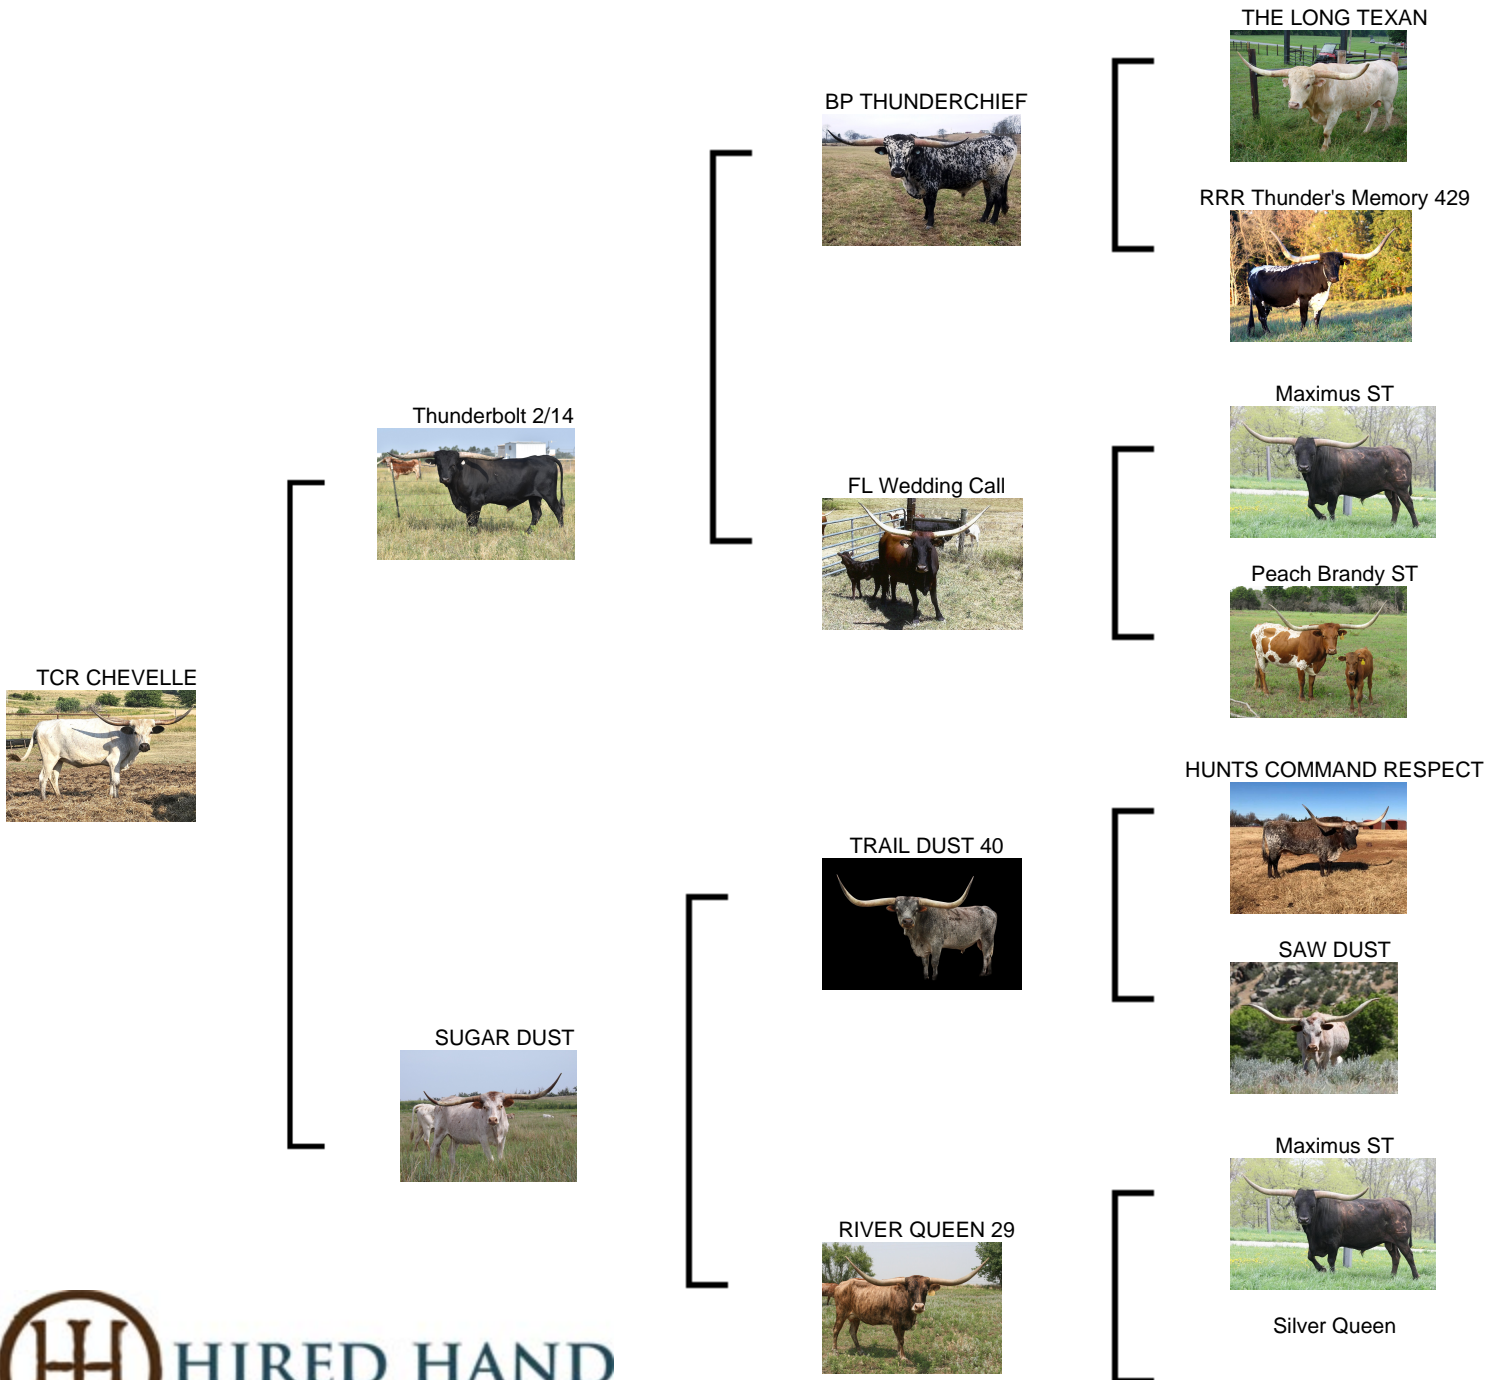 THE LONG TEXAN
BP THUNDERCHIEF
RRR Thunder's Memory 429
Maximus ST
Thunderbolt 2/14
FL Wedding Call
Peach Brandy ST
TCR CHEVELLE
HUNTS COMMAND RESPECT
TRAIL DUST 40
SAW DUST
SUGAR DUST
Maximus ST
RIVER QUEEN 29
Silver Queen
HIRED HAND